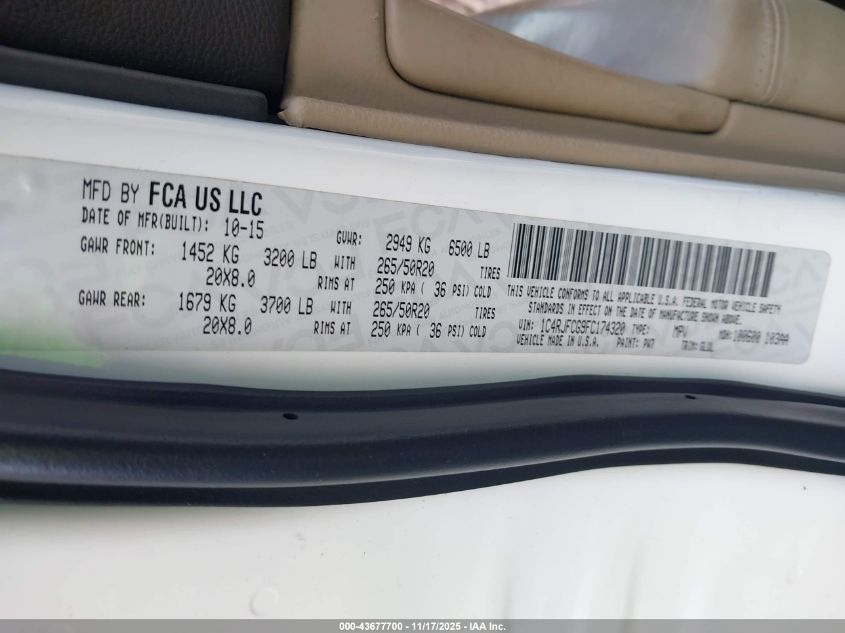 MFD BY FCA US LLC
DATE OF MFR(BUILT): 10-15 GVWR: 2949 KG 6500 LB
GAWR FRONT: 1452 KG 3200 LB WITH 265/50R20 TIRES
20X8.0 RIMS AT 250 KPA ( 36 PSI) COLD
GAWR REAR: 1679 KG 3700 LB WITH 265/50R20 TIRES
20X8.0 RIMS AT 250 KPA ( 36 PSI) COLD
THIS VEHICLE CONFORMS TO ALL APPLICABLE U.S.A. FEDERAL MOTOR VEHICLE SAFETY
STANDARDS IN EFFECT ON THE DATE OF MANUFACTURE SHOWN ABOVE.
VIN: 1C4RJFCG9FC174320 TYPE: MPV MDH: 100600 103AA
VEHICLE MADE IN U.S.A. PAINT: PW7 TRIM:
000-43677700 - 11/17/2025 - IAA Inc.